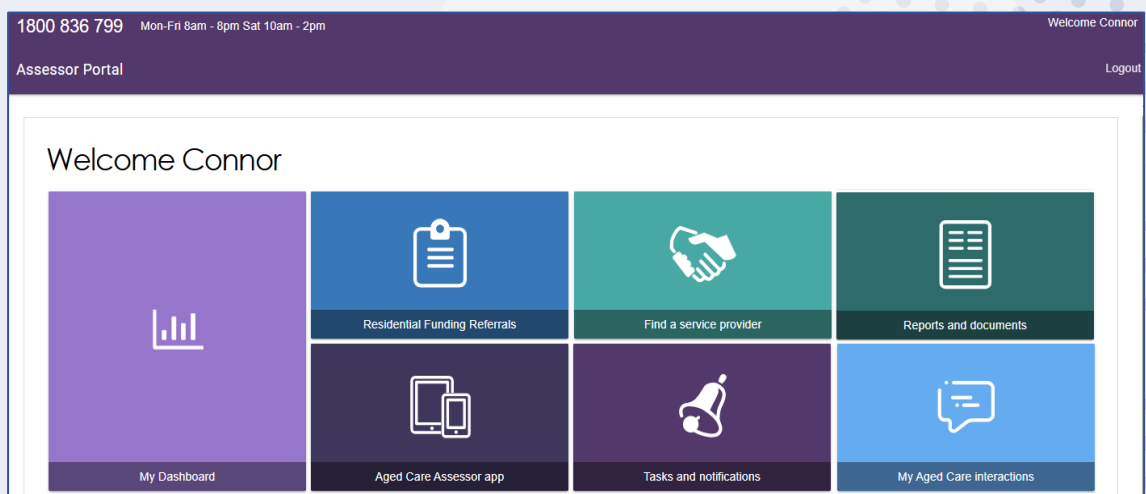 1800 836 799 Mon-Fri 8am - 8pm Sat 10am - 2pm
Welcome Connor
Assessor Portal
Logout
Welcome Connor
Residential Funding Referrals
Find a service provider
Reports and documents
My Dashboard
Aged Care Assessor app
Tasks and notifications
My Aged Care interactions